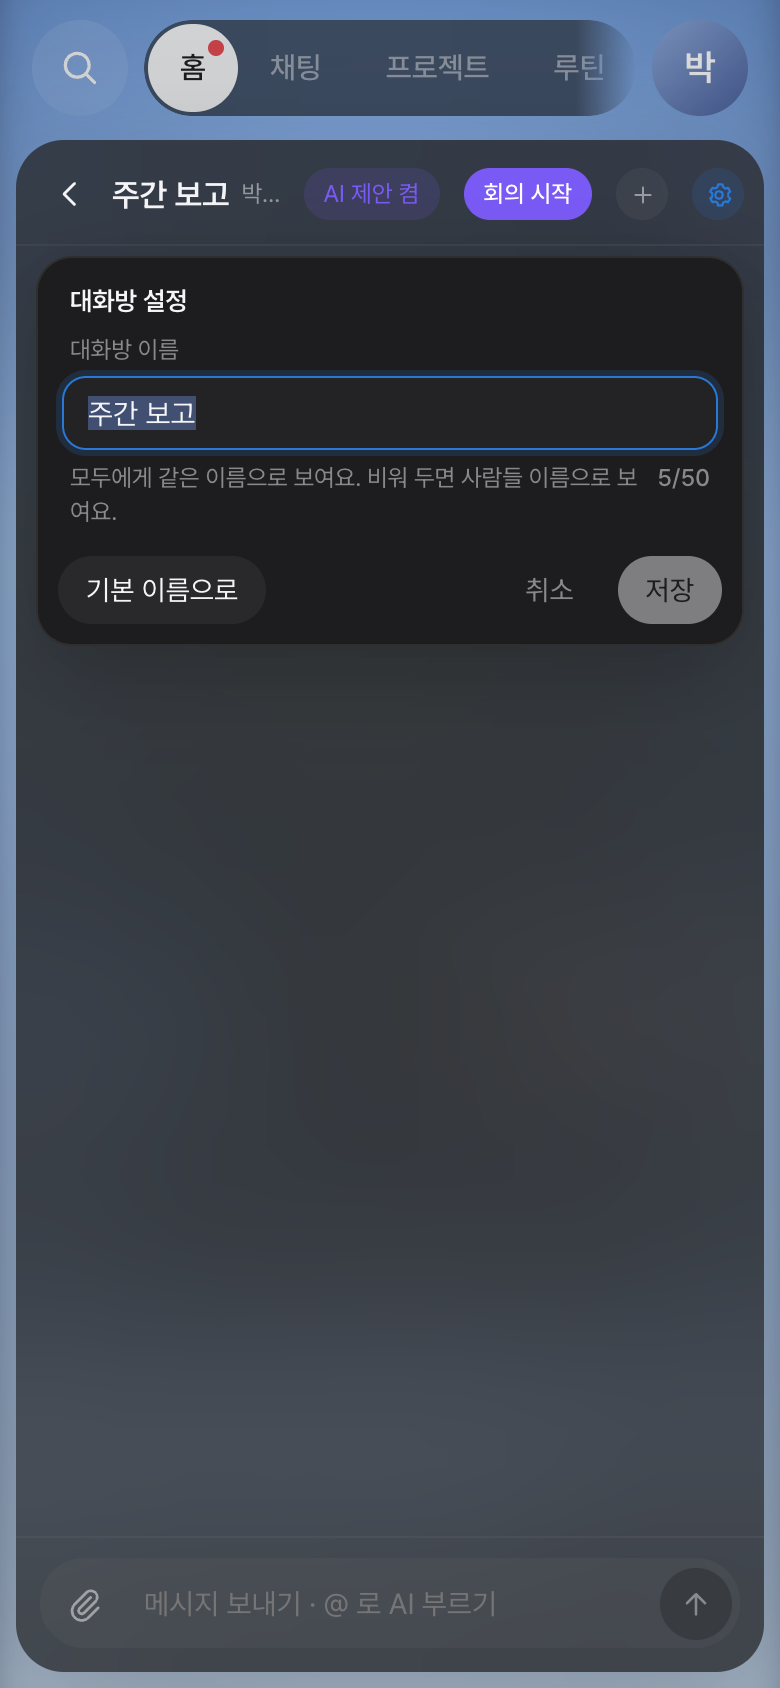 홈 채팅 프로젝트 루틴 박
주간 보고 박... AI 제안 켬 회의 시작
대화방 설정
대화방 이름
주간 보고
모두에게 같은 이름으로 보여요. 비워 두면 사람들 이름으로 보 5/50
여요.
기본 이름으로 취소 저장
메시지 보내기 · @ 로 AI 부르기